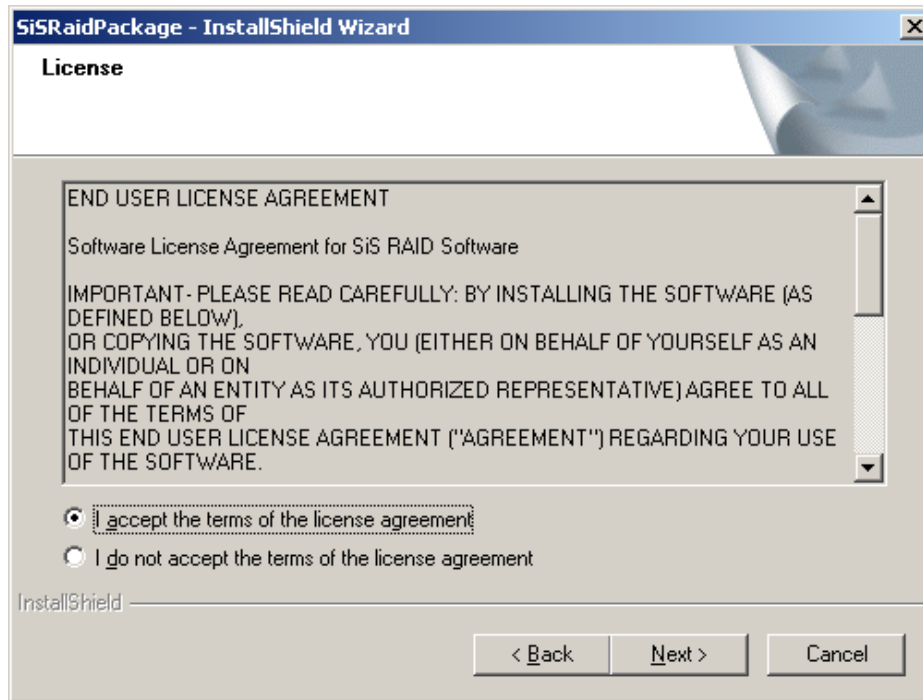 SiSRaidPackage - InstallShield Wizard
License
END USER LICENSE AGREEMENT
Software License Agreement for SiS RAID Software
IMPORTANT- PLEASE READ CAREFULLY: BY INSTALLING THE SOFTWARE (AS
DEFINED BELOW),
OR COPYING THE SOFTWARE, YOU (EITHER ON BEHALF OF YOURSELF AS AN
INDIVIDUAL OR ON
BEHALF OF AN ENTITY AS ITS AUTHORIZED REPRESENTATIVE) AGREE TO ALL
OF THE TERMS OF
THIS END USER LICENSE AGREEMENT ("AGREEMENT") REGARDING YOUR USE
OF THE SOFTWARE.
I accept the terms of the license agreement
I do not accept the terms of the license agreement
InstallShield
< Back Next > Cancel